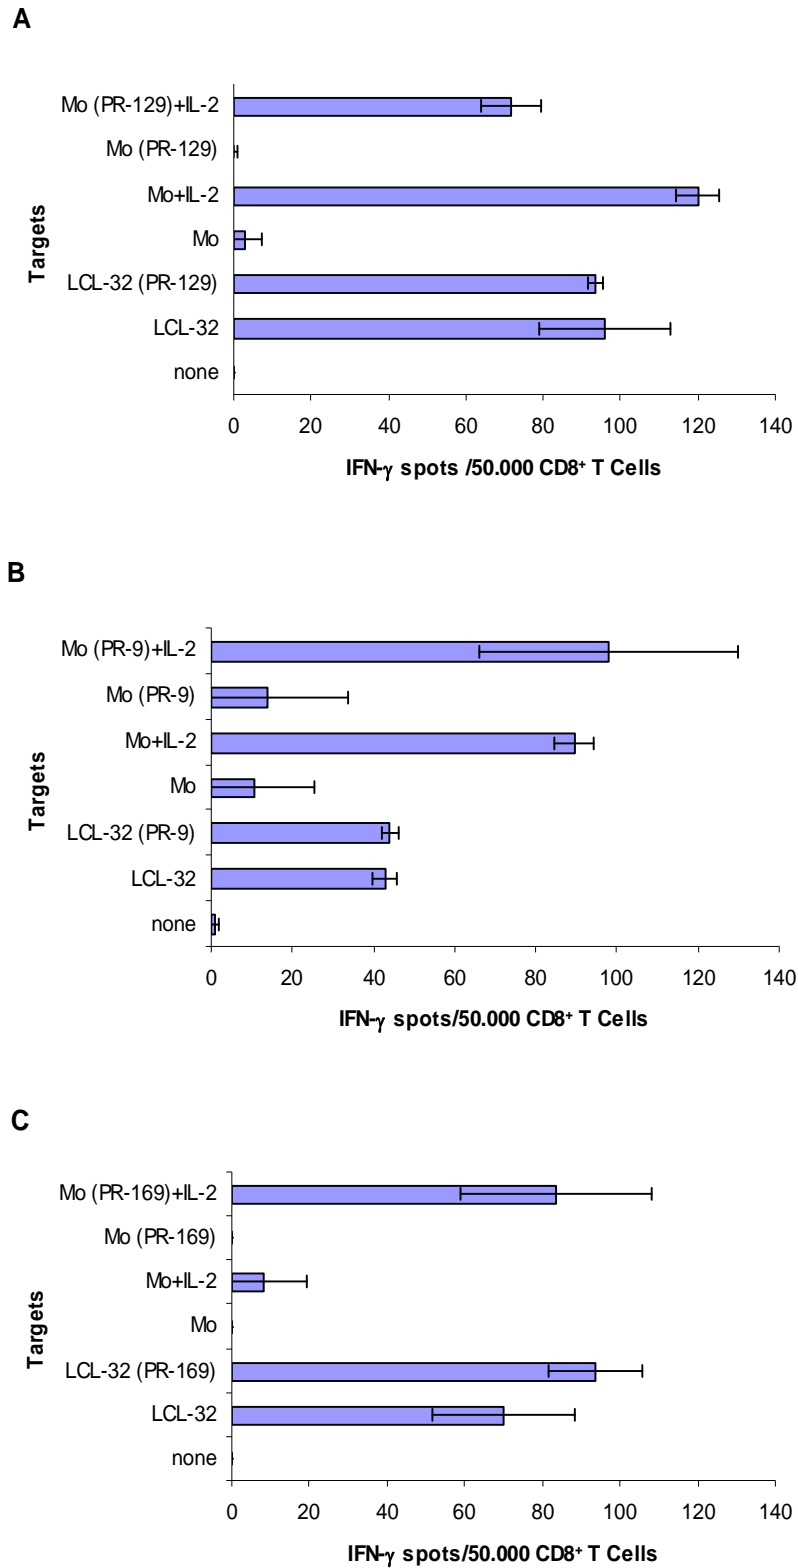 A
Targets
Mo (PR-129)+IL-2
Mo (PR-129)
Mo+IL-2
Mo
LCL-32 (PR-129)
LCL-32
none
0 20 40 60 80 100 120 140
IFN-γ spots /50.000 CD8⁺ T Cells
B
Targets
Mo (PR-9)+IL-2
Mo (PR-9)
Mo+IL-2
Mo
LCL-32 (PR-9)
LCL-32
none
0 20 40 60 80 100 120 140
IFN-γ spots/50.000 CD8⁺ T Cells
C
Targets
Mo (PR-169)+IL-2
Mo (PR-169)
Mo+IL-2
Mo
LCL-32 (PR-169)
LCL-32
none
0 20 40 60 80 100 120 140
IFN-γ spots/50.000 CD8⁺ T Cells